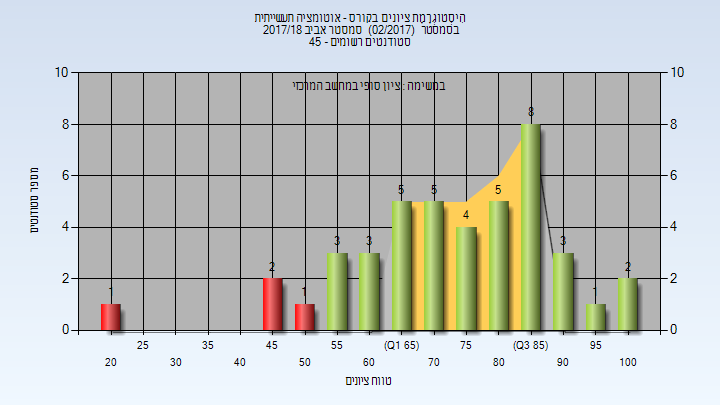 היסטוגרמת ציונים בקורס - אוטומציה תעשייתית
בסמסטר (02/2017) סמסטר אביב 2017/18
סטודנטים רשומים - 45
במשימה : ציון סופי במחשב המרכזי
10 10
8 8
6 6
4 4
2 2
0 0
מספר סטודנטים
1 2 1 3 3 5 5 4 5 8 3 1 2
25 35 45 55 (Q1 65) 75 (Q3 85) 95
20 30 40 50 60 70 80 90 100
טווח ציונים